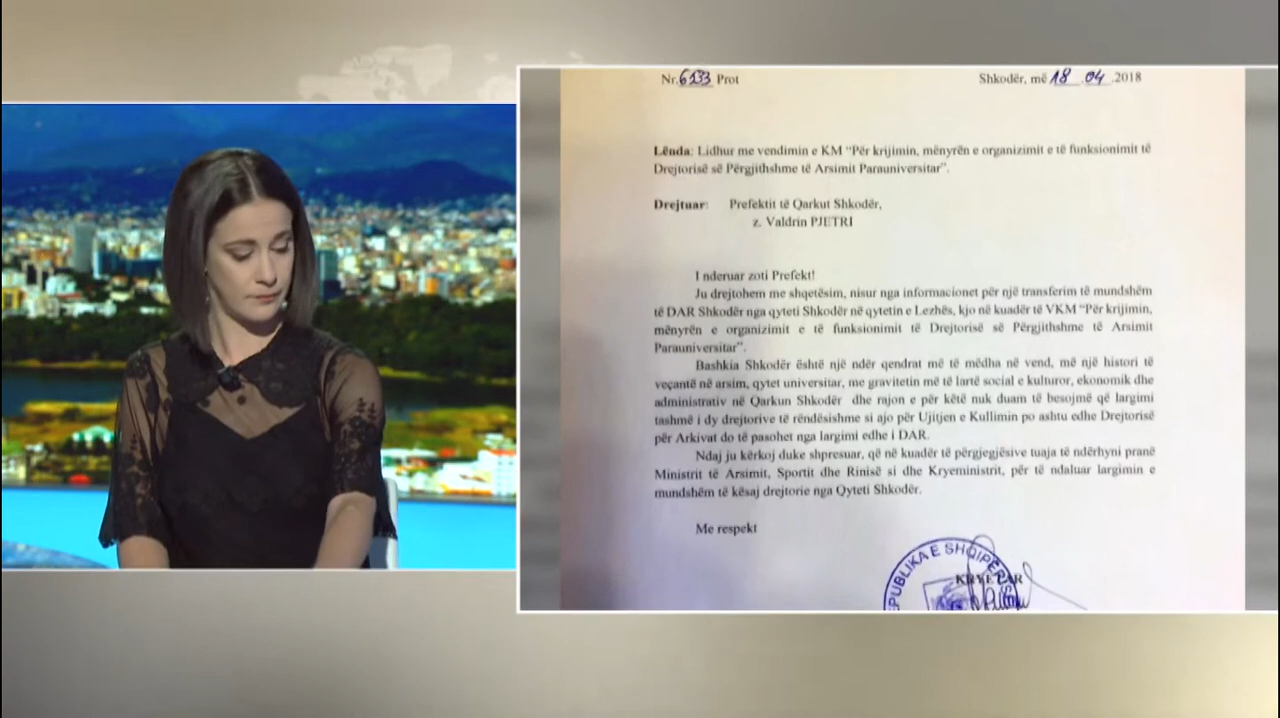 Nr. 6133 Prot
Shkodër, më 18 .04 .2018
Lënda: Lidhur me vendimin e KM “Për krijimin, mënyrën e organizimit e të funksionimit të
Drejtorisë së Përgjithshme të Arsimit Parauniversitar”.
Drejtuar: Prefektit të Qarkut Shkodër,
z. Valdrin PJETRI
I nderuar zoti Prefekt!
Ju drejtohem me shqetësim, nisur nga informacionet për një transferim të mundshëm
të DAR Shkodër nga qyteti Shkodër në qytetin e Lezhës, kjo në kuadër të VKM “Për krijimin,
mënyrën e organizimit e të funksionimit të Drejtorisë së Përgjithshme të Arsimit
Parauniversitar”.
Bashkia Shkodër është një ndër qendrat më të mëdha në vend, më një histori të
veçantë në arsim, qytet universitar, me gravitetin më të lartë social e kulturor, ekonomik dhe
administrativ në Qarkun Shkodër dhe rajon e për këtë nuk duam të besojmë që largimi
tashmë i dy drejtorive të rëndësishme si ajo për Ujitjen e Kullimin po ashtu edhe Drejtorisë
për Arkivat do të pasohet nga largimi edhe i DAR.
Ndaj ju kërkoj duke shpresuar, që në kuadër të përgjegjësive tuaja të ndërhyni pranë
Ministrit të Arsimit, Sportit dhe Rinisë si dhe Kryeministrit, për të ndaluar largimin e
mundshëm të kësaj drejtorie nga Qyteti Shkodër.
Me respekt
REPUBLIKA E SHQIPËRISË
KRYETAR